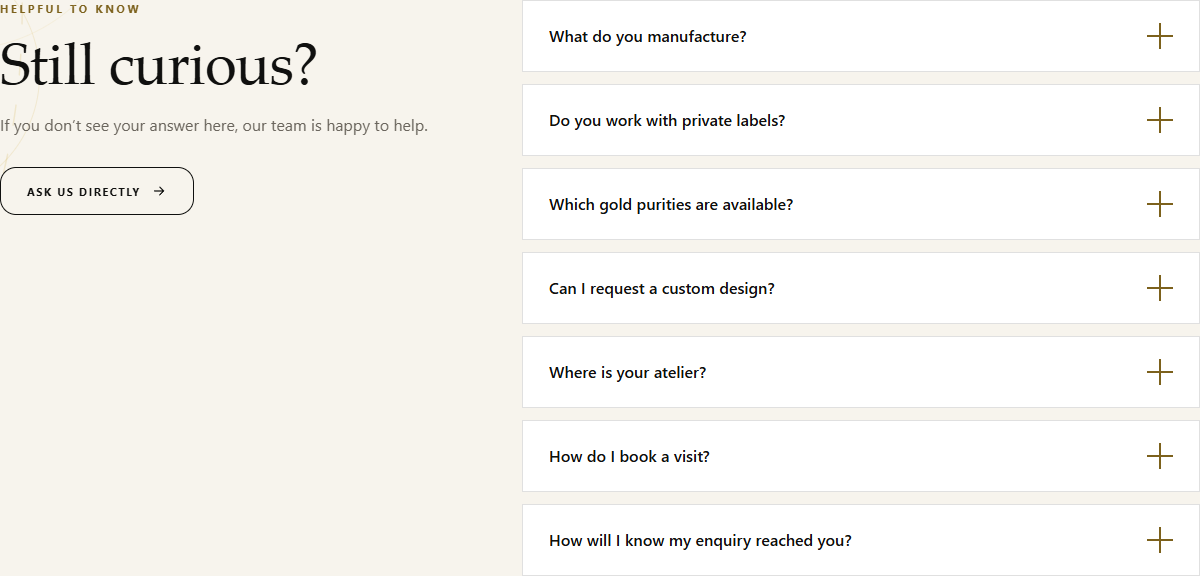 HELPFUL TO KNOW
Still curious?
If you don’t see your answer here, our team is happy to help.
ASK US DIRECTLY →
What do you manufacture?
Do you work with private labels?
Which gold purities are available?
Can I request a custom design?
Where is your atelier?
How do I book a visit?
How will I know my enquiry reached you?